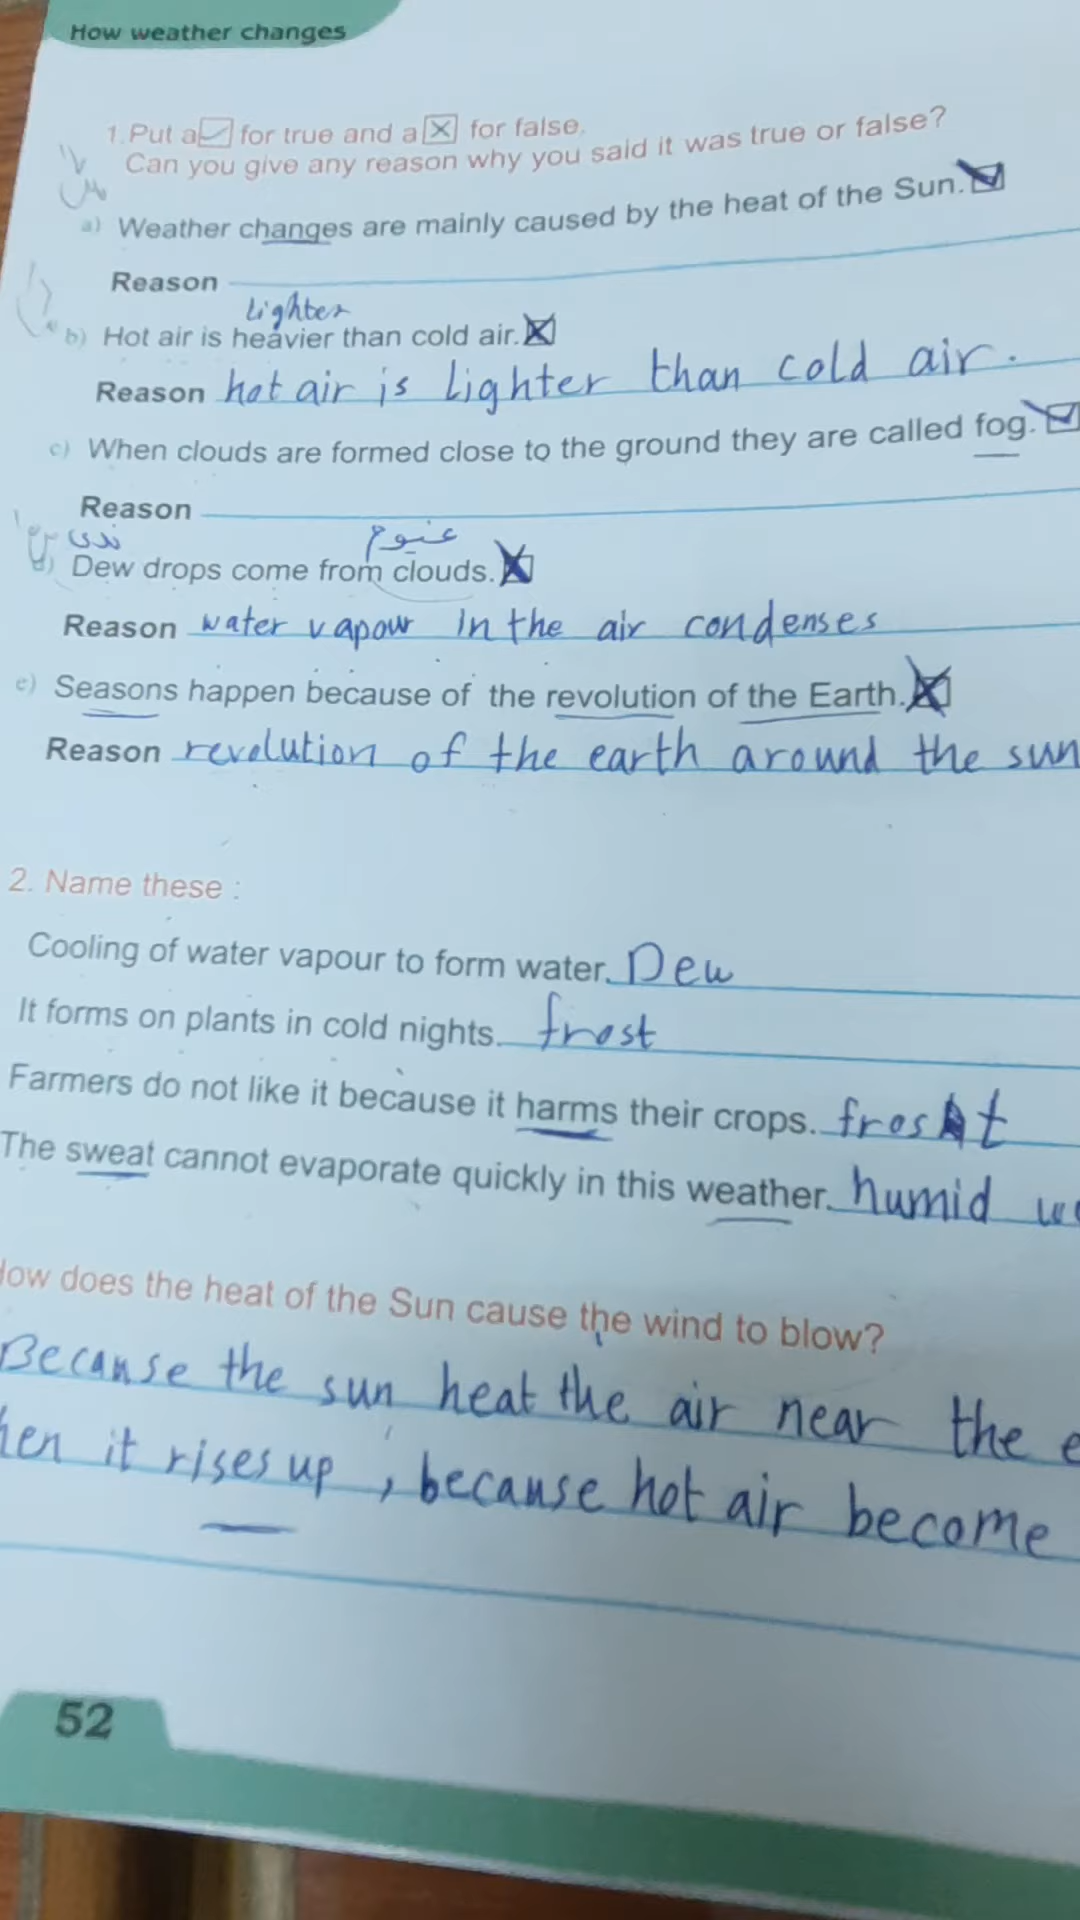 How weather changes
1. Put a ☑ for true and a ☒ for false.
Can you give any reason why you said it was true or false?
a) Weather changes are mainly caused by the heat of the Sun. ☑
Reason
Lighter
b) Hot air is heavier than cold air. ☒
Reason hot air is lighter than cold air.
c) When clouds are formed close to the ground they are called fog. ☑
Reason
ندى غيوم
d) Dew drops come from clouds. ☒
Reason water vapour in the air condenses
e) Seasons happen because of the revolution of the Earth. ☒
Reason revolution of the earth around the sun
2. Name these :
Cooling of water vapour to form water. Dew
It forms on plants in cold nights. frost
Farmers do not like it because it harms their crops. frost
The sweat cannot evaporate quickly in this weather. humid
How does the heat of the Sun cause the wind to blow?
Because the sun heat the air near the
it rises up, because hot air become
52